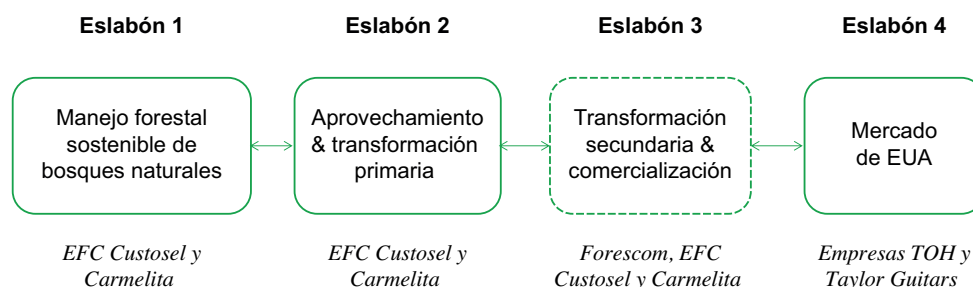 Eslabón 1
Eslabón 2
Eslabón 3
Eslabón 4
Manejo forestal
sostenible de
bosques naturales
Aprovechamiento
& transformación
primaria
Transformación
secundaria &
comercialización
Mercado
de EUA
EFC Custosel y
Carmelita
EFC Custosel y
Carmelita
Forescom, EFC
Custosel y Carmelita
Empresas TOH y
Taylor Guitars